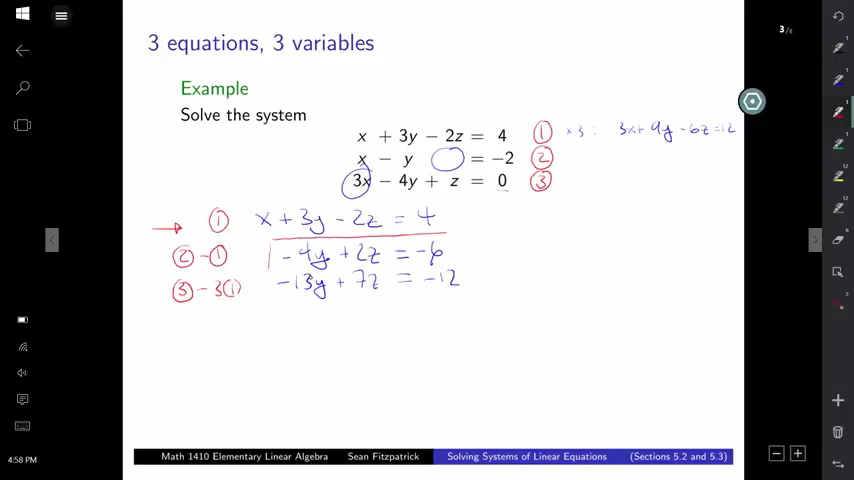 3 equations, 3 variables
3/8
Example
Solve the system
x + 3y − 2z = 4 ① ×3 : 3x + 9y − 6z = 12
x − y = −2 ②
3x − 4y + z = 0 ③
→ ① x + 3y − 2z = 4
② − ① −4y + 2z = −6
③ − 3① −13y + 7z = −12
4:58 PM
Math 1410 Elementary Linear Algebra Sean Fitzpatrick Solving Systems of Linear Equations (Sections 5.2 and 5.3)